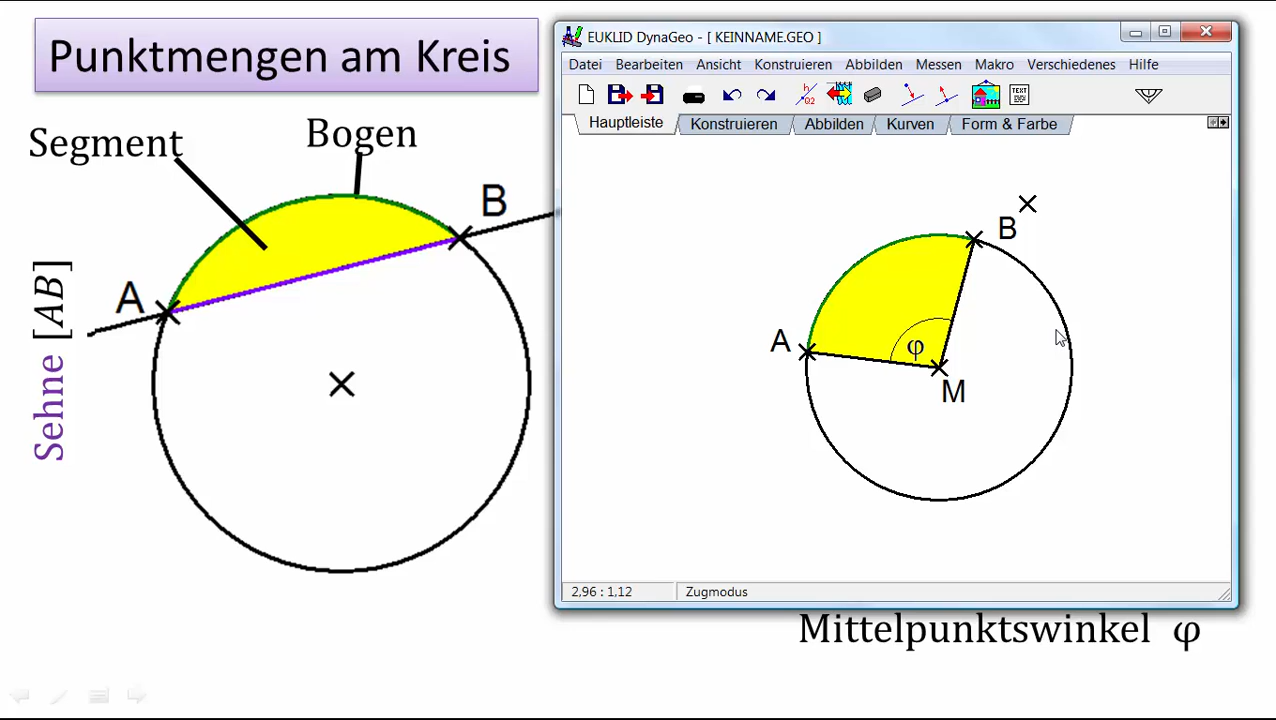 Punktmengen am Kreis
Segment
Bogen
A
B
Sehne [AB]
EUKLID DynaGeo - [ KEINNAME.GEO ]
Datei Bearbeiten Ansicht Konstruieren Abbilden Messen Makro Verschiedenes Hilfe
Hauptleiste Konstruieren Abbilden Kurven Form & Farbe
B
A
φ
M
2,96 : 1,12 Zugmodus
Mittelpunktswinkel φ